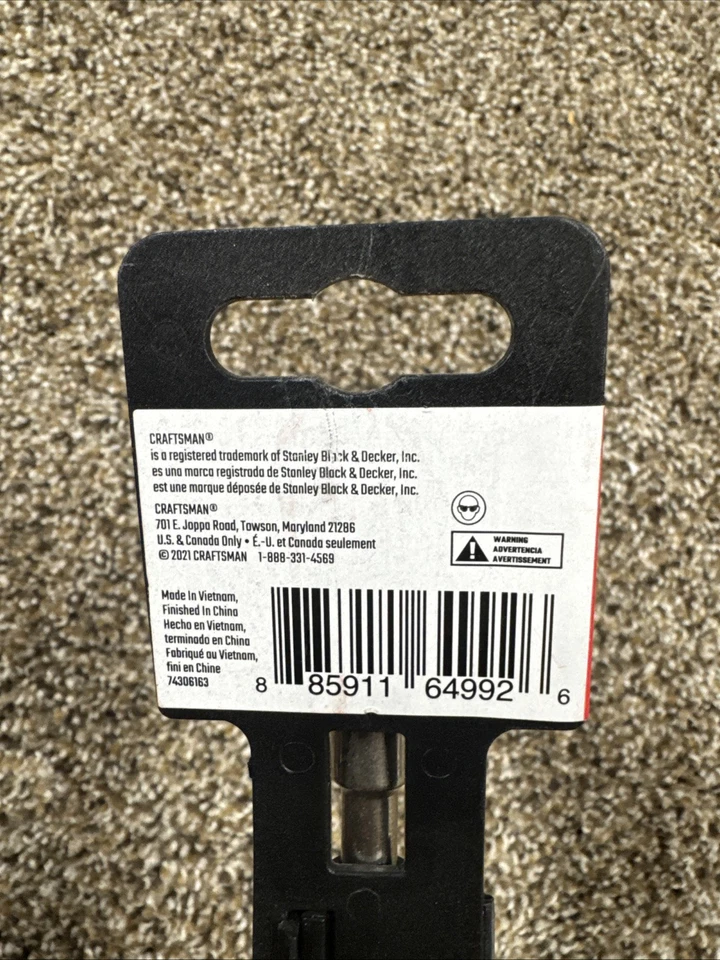 CRAFTSMAN®
is a registered trademark of Stanley Black & Decker, Inc.
es una marca registrada de Stanley Black & Decker, Inc.
est une marque déposée de Stanley Black & Decker, Inc.
CRAFTSMAN®
701 E. Joppa Road, Towson, Maryland 21286
U.S. & Canada Only • É.-U. et Canada seulement
© 2021 CRAFTSMAN 1-888-331-4569
WARNING
ADVERTENCIA
AVERTISSEMENT
Made In Vietnam,
Finished In China
Hecho en Vietnam,
terminado en China
Fabriqué au Vietnam,
fini en Chine
74306163
8 85911 64992 6